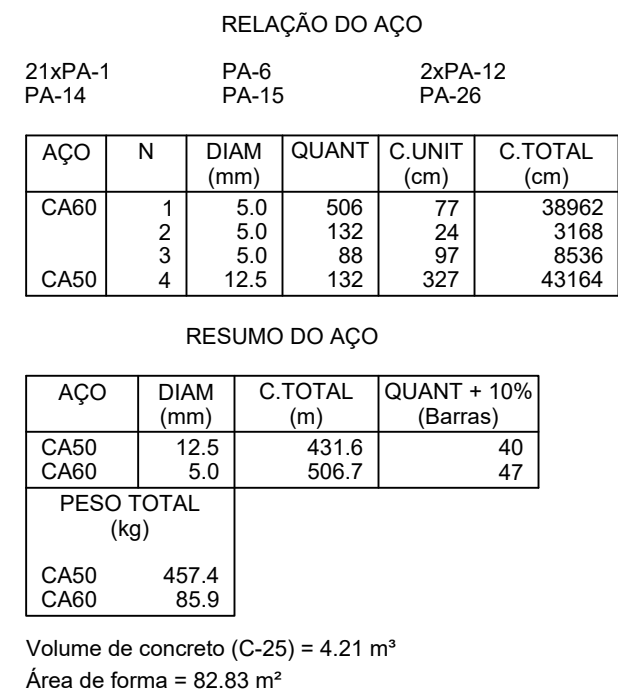 RELAÇÃO DO AÇO
21xPA-1 PA-6 2xPA-12
PA-14 PA-15 PA-26
AÇO N DIAM QUANT C.UNIT C.TOTAL
(mm) (cm) (cm)
CA60 1 5.0 506 77 38962
2 5.0 132 24 3168
3 5.0 88 97 8536
CA50 4 12.5 132 327 43164
RESUMO DO AÇO
AÇO DIAM C.TOTAL QUANT + 10%
(mm) (m) (Barras)
CA50 12.5 431.6 40
CA60 5.0 506.7 47
PESO TOTAL
(kg)
CA50 457.4
CA60 85.9
Volume de concreto (C-25) = 4.21 m³
Área de forma = 82.83 m²